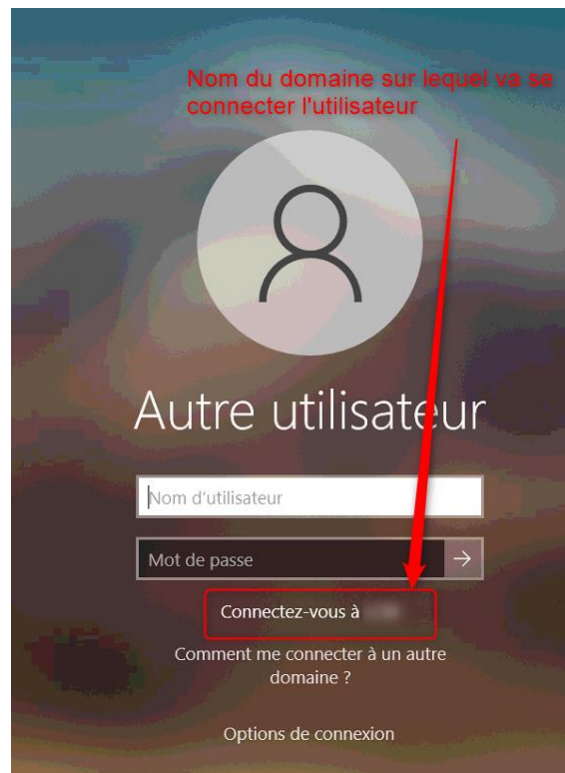 Nom du domaine sur lequel va se
connecter l'utilisateur
Autre utilisateur
Nom d'utilisateur
Mot de passe
Connectez-vous à
Comment me connecter à un autre
domaine ?
Options de connexion